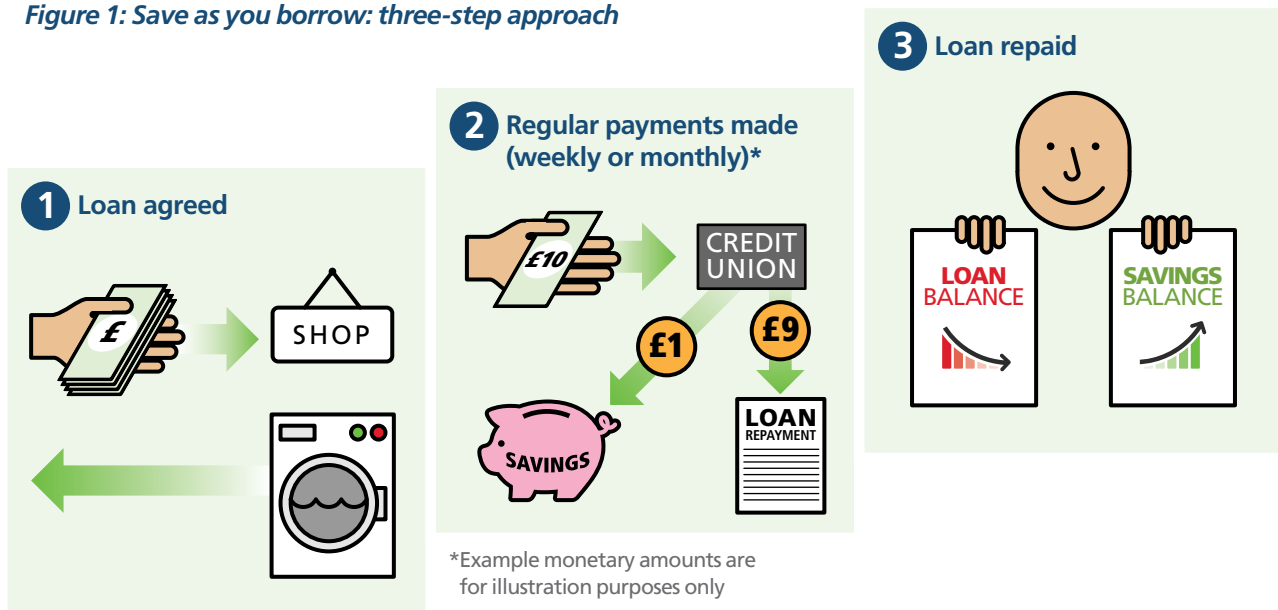 Figure 1: Save as you borrow: three-step approach
1 Loan agreed
£
SHOP
2 Regular payments made
(weekly or monthly)*
£10
CREDIT
UNION
£1
£9
SAVINGS
LOAN
REPAYMENT
*Example monetary amounts are
for illustration purposes only
3 Loan repaid
LOAN
BALANCE
SAVINGS
BALANCE